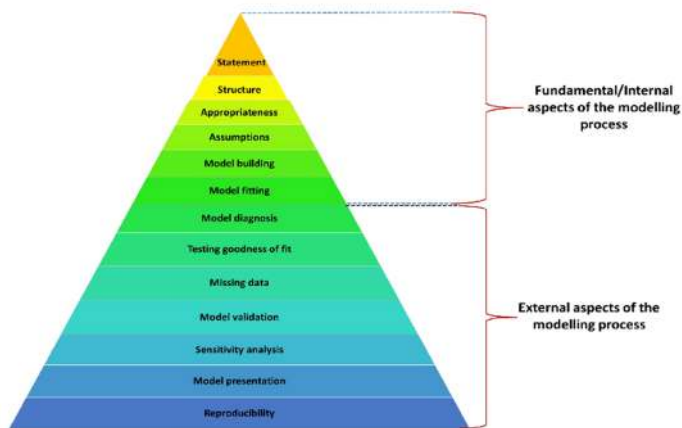 Statement
Structure
Appropriateness
Assumptions
Model building
Model fitting
Model diagnosis
Testing goodness of fit
Missing data
Model validation
Sensitivity analysis
Model presentation
Reproducibility
Fundamental/Internal
aspects of the modelling
process
External aspects of the
modelling process